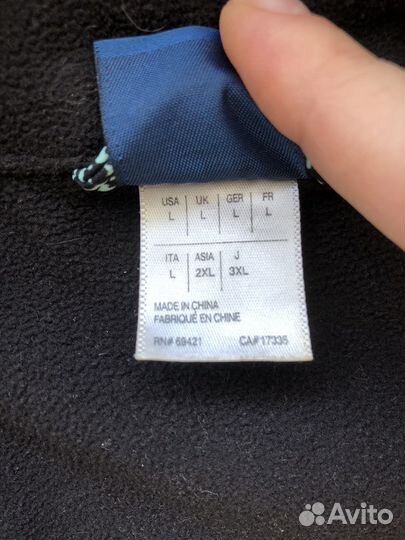 USA UK GER FR
L L L L
ITA ASIA J
L 2XL 3XL
MADE IN CHINA
FABRIQUÉ EN CHINE
RN# 69421 CA# 17335
Avito